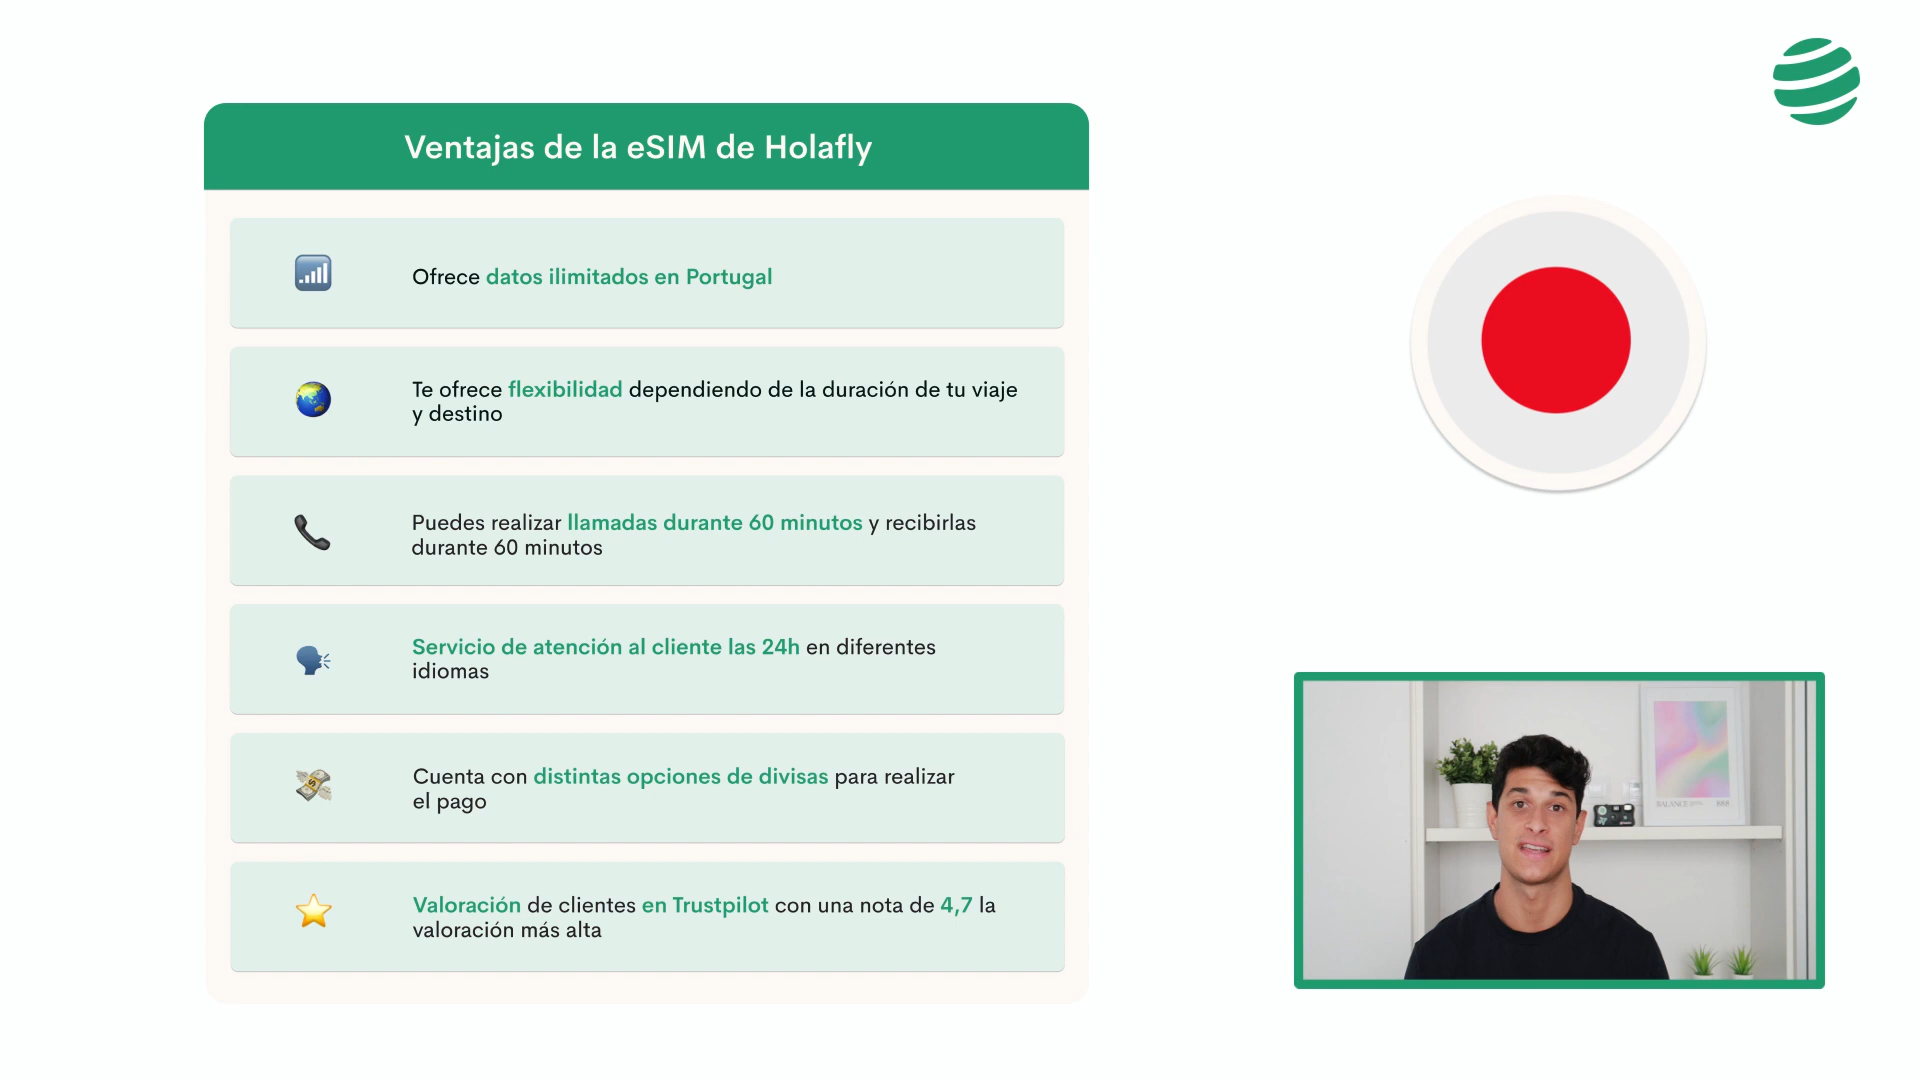 Ventajas de la eSIM de Holafly
Ofrece datos ilimitados en Portugal
Te ofrece flexibilidad dependiendo de la duración de tu viaje
y destino
Puedes realizar llamadas durante 60 minutos y recibirlas
durante 60 minutos
Servicio de atención al cliente las 24h en diferentes
idiomas
Cuenta con distintas opciones de divisas para realizar
el pago
Valoración de clientes en Trustpilot con una nota de 4,7 la
valoración más alta
BALANCE
888